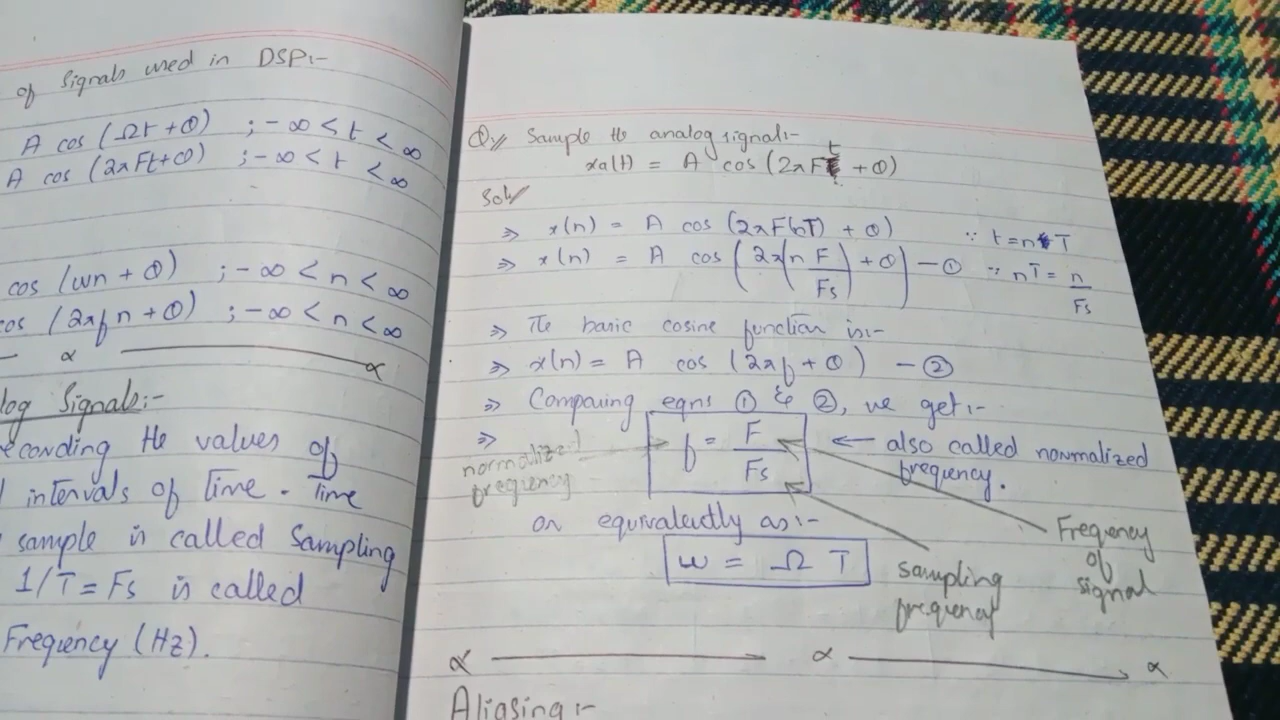 of Signals used in DSP:-
A cos (Ωt + Θ) ; -∞ < t < ∞
A cos (2πFt + Θ) ; -∞ < t < ∞
cos (ωn + Θ) ; -∞ < n < ∞
cos (2πfn + Θ) ; -∞ < n < ∞
log Signals:-
recording the values of
intervals of Time. Time
sample is called Sampling
1/T = Fs is called
Frequency (Hz).
Q// Sample the analog signal:-
xa(t) = A cos (2πFt + Θ)
Sol//
⇒ x(n) = A cos (2πF(nT) + Θ) ∵ t = nT
⇒ x(n) = A cos (2π(n F/Fs) + Θ) - ① ∵ nT = n/Fs
⇒ The basic cosine function is:-
⇒ x(n) = A cos (2πf + Θ) - ②
⇒ Comparing eqns ① & ②, we get:-
⇒ f = F/Fs ← also called normalized
frequency.
normalized
frequency
or equivalently as:-
ω = Ω T
sampling
frequency
Frequency
of
signal
Aliasing:-